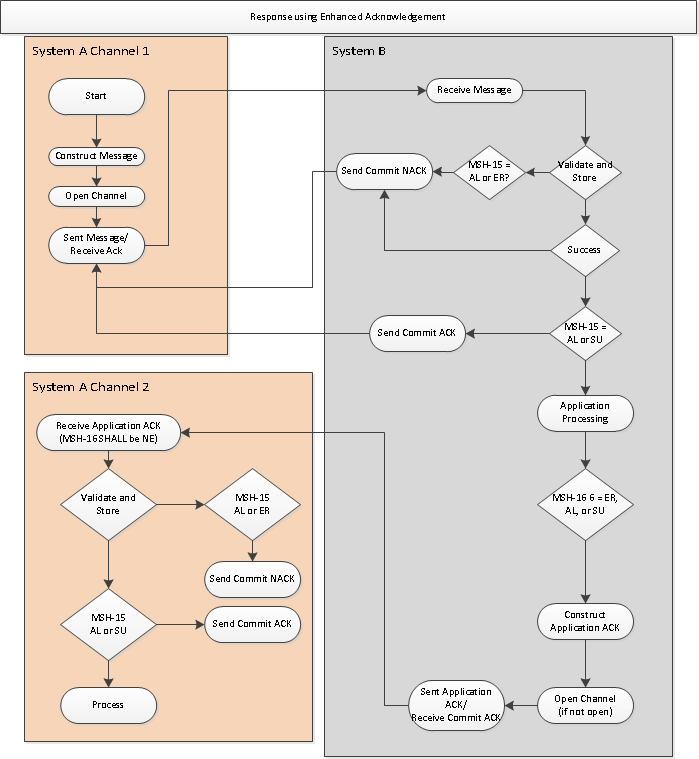 Response using Enhanced Acknowledgement
System A Channel 1
Start
Construct Message
Open Channel
Sent Message/
Receive Ack
System B
Receive Message
Validate and
Store
MSH-15 =
AL or ER?
Send Commit NACK
Success
MSH-15 =
AL or SU
Send Commit ACK
Application
Processing
MSH-16 6 = ER,
AL, or SU
Construct
Application ACK
Open Channel
(if not open)
Sent Application
ACK/
Receive Commit ACK
System A Channel 2
Receive Application ACK
(MSH-16 SHALL be NE)
Validate and
Store
MSH-15
AL or ER
Send Commit NACK
MSH-15
AL or SU
Send Commit ACK
Process